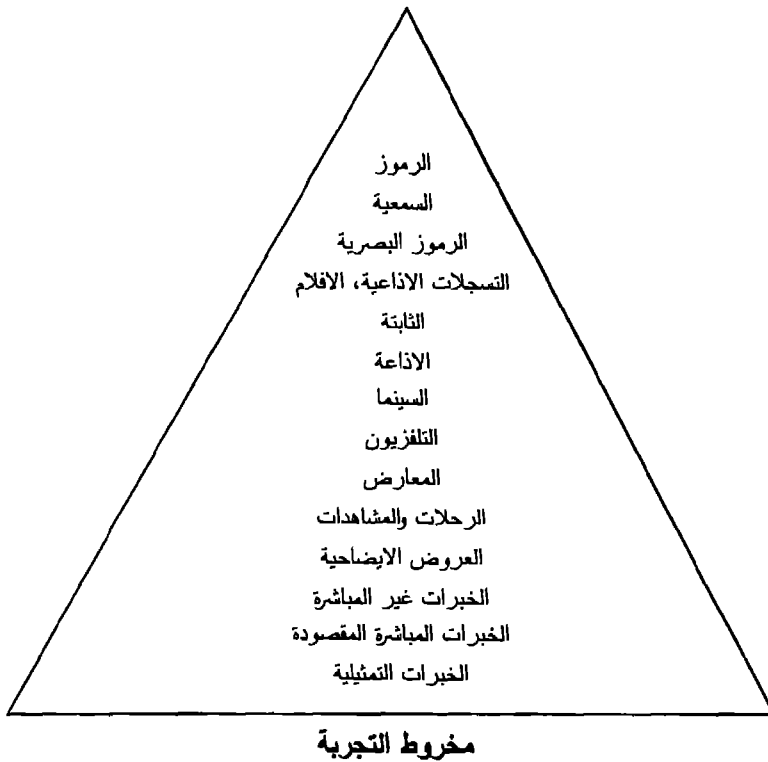 الرموز
السمعية
الرموز البصرية
التسجلات الاذاعية، الافلام
الثابتة
الاذاعة
السينما
التلفزيون
المعارض
الرحلات والمشاهدات
العروض الايضاحية
الخبرات غير المباشرة
الخبرات المباشرة المقصودة
الخبرات التمثيلية
مخروط التجربة